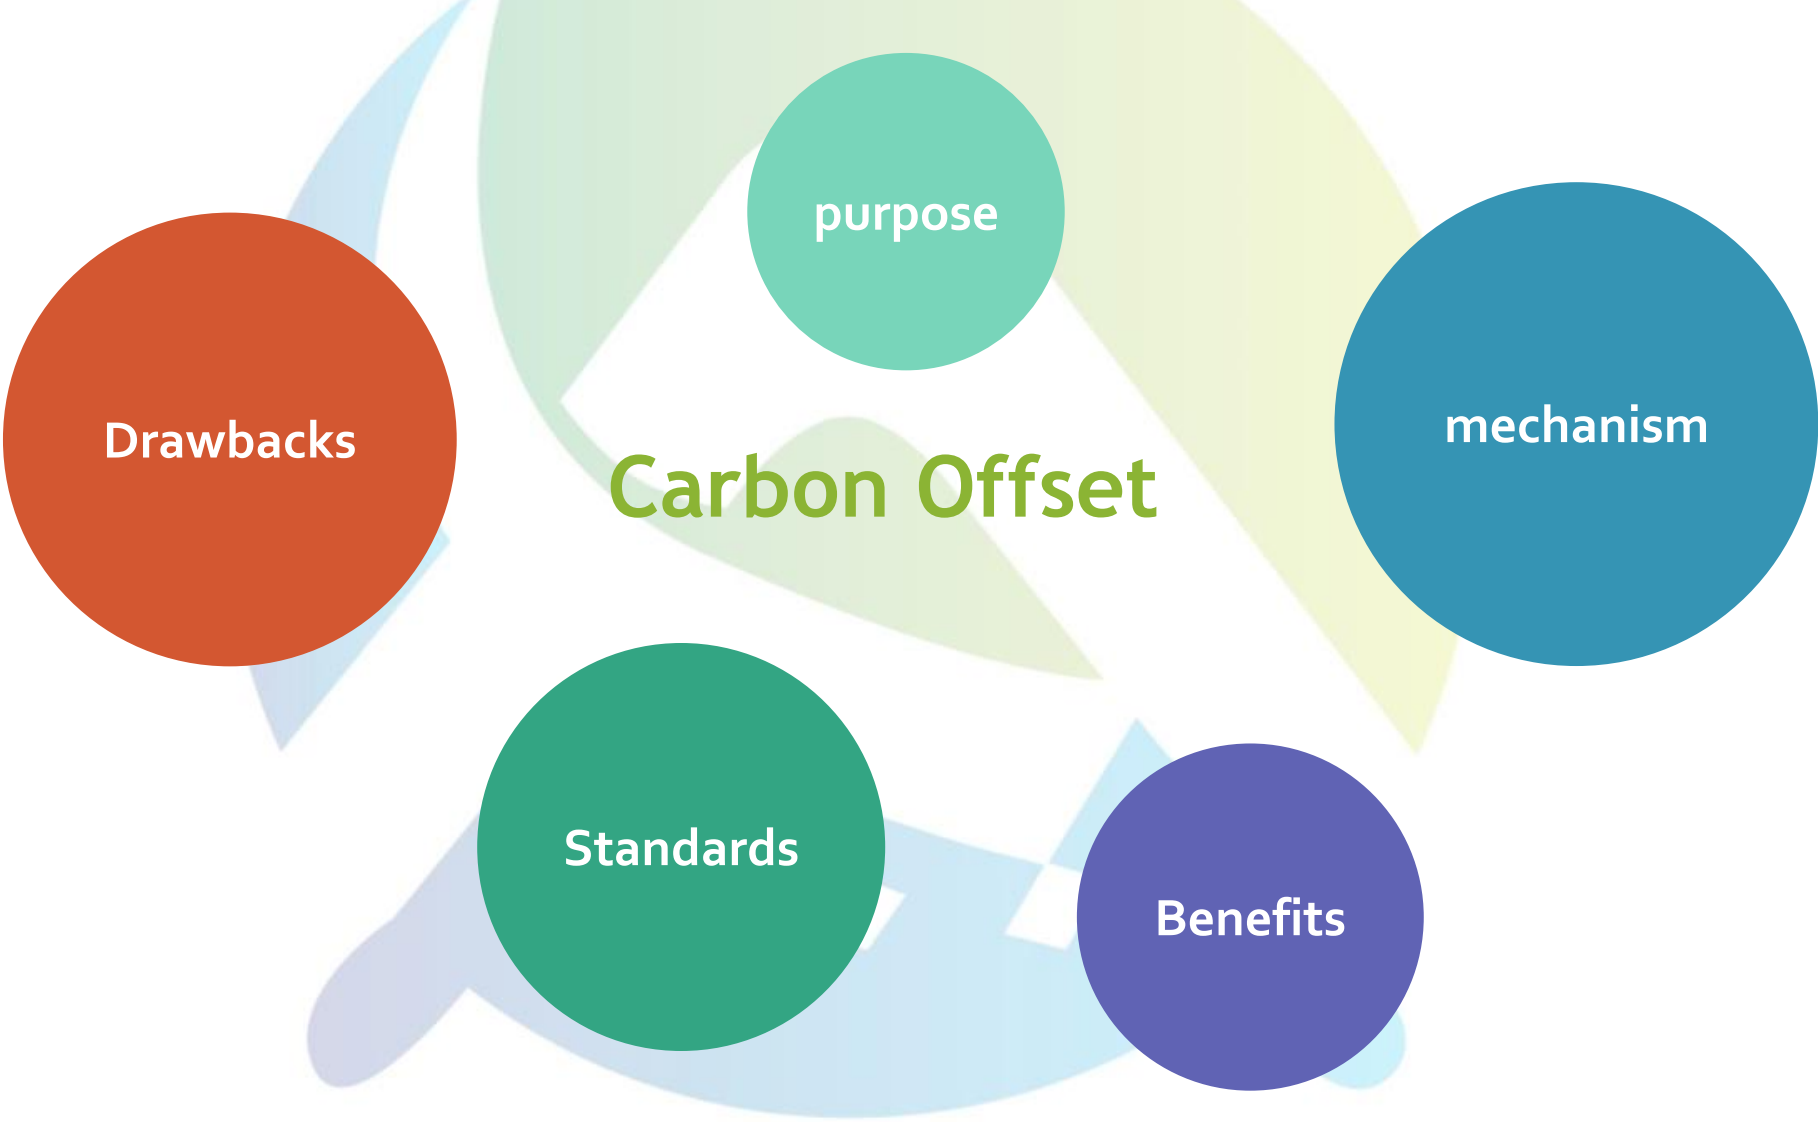 purpose
mechanism
Drawbacks
Carbon Offset
Standards
Benefits